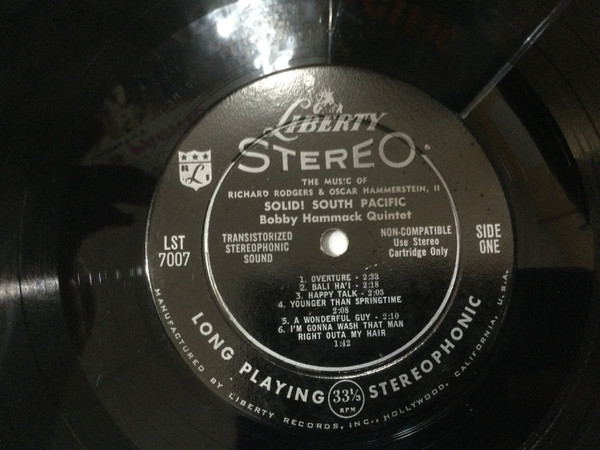 LIBERTY
STEREO
THE MUSIC OF
RICHARD RODGERS & OSCAR HAMMERSTEIN, II
SOLID! SOUTH PACIFIC
Bobby Hammack Quintet
LST
7007
TRANSISTORIZED
STEREOPHONIC
SOUND
NON-COMPATIBLE
Use Stereo
Cartridge Only
SIDE
ONE
1. OVERTURE - 2:33
2. BALI HA'I - 2:18
3. HAPPY TALK - 2:05
4. YOUNGER THAN SPRINGTIME
2:08
5. A WONDERFUL GUY - 2:10
6. I'M GONNA WASH THAT MAN
RIGHT OUTA MY HAIR
1:42
LONG PLAYING 33⅓ RPM STEREOPHONIC
MANUFACTURED BY LIBERTY RECORDS, INC., HOLLYWOOD, CALIFORNIA, U.S.A.